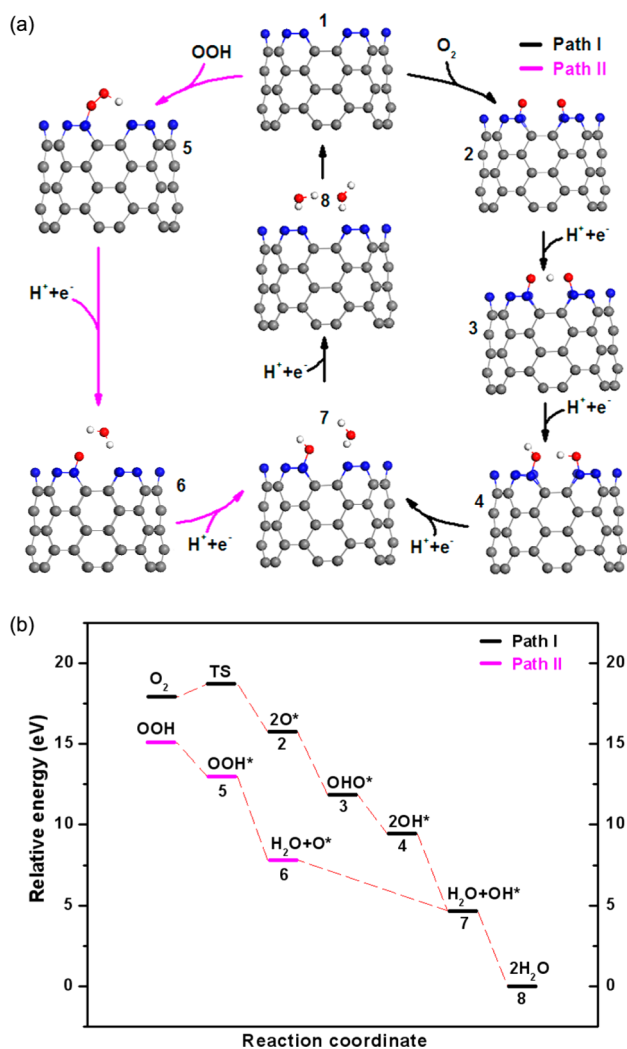 (a)
1
OOH
O₂
Path I
Path II
5
2
8
H⁺+e⁻
H⁺+e⁻
3
H⁺+e⁻
H⁺+e⁻
7
6
4
H⁺+e⁻
H⁺+e⁻
(b)
Path I
Path II
20
15
10
5
0
Relative energy (eV)
O₂
TS
OOH
2O*
2
OOH*
5
OHO*
3
2OH*
4
H₂O+O*
6
H₂O+OH*
7
2H₂O
8
20
15
10
5
0
Reaction coordinate